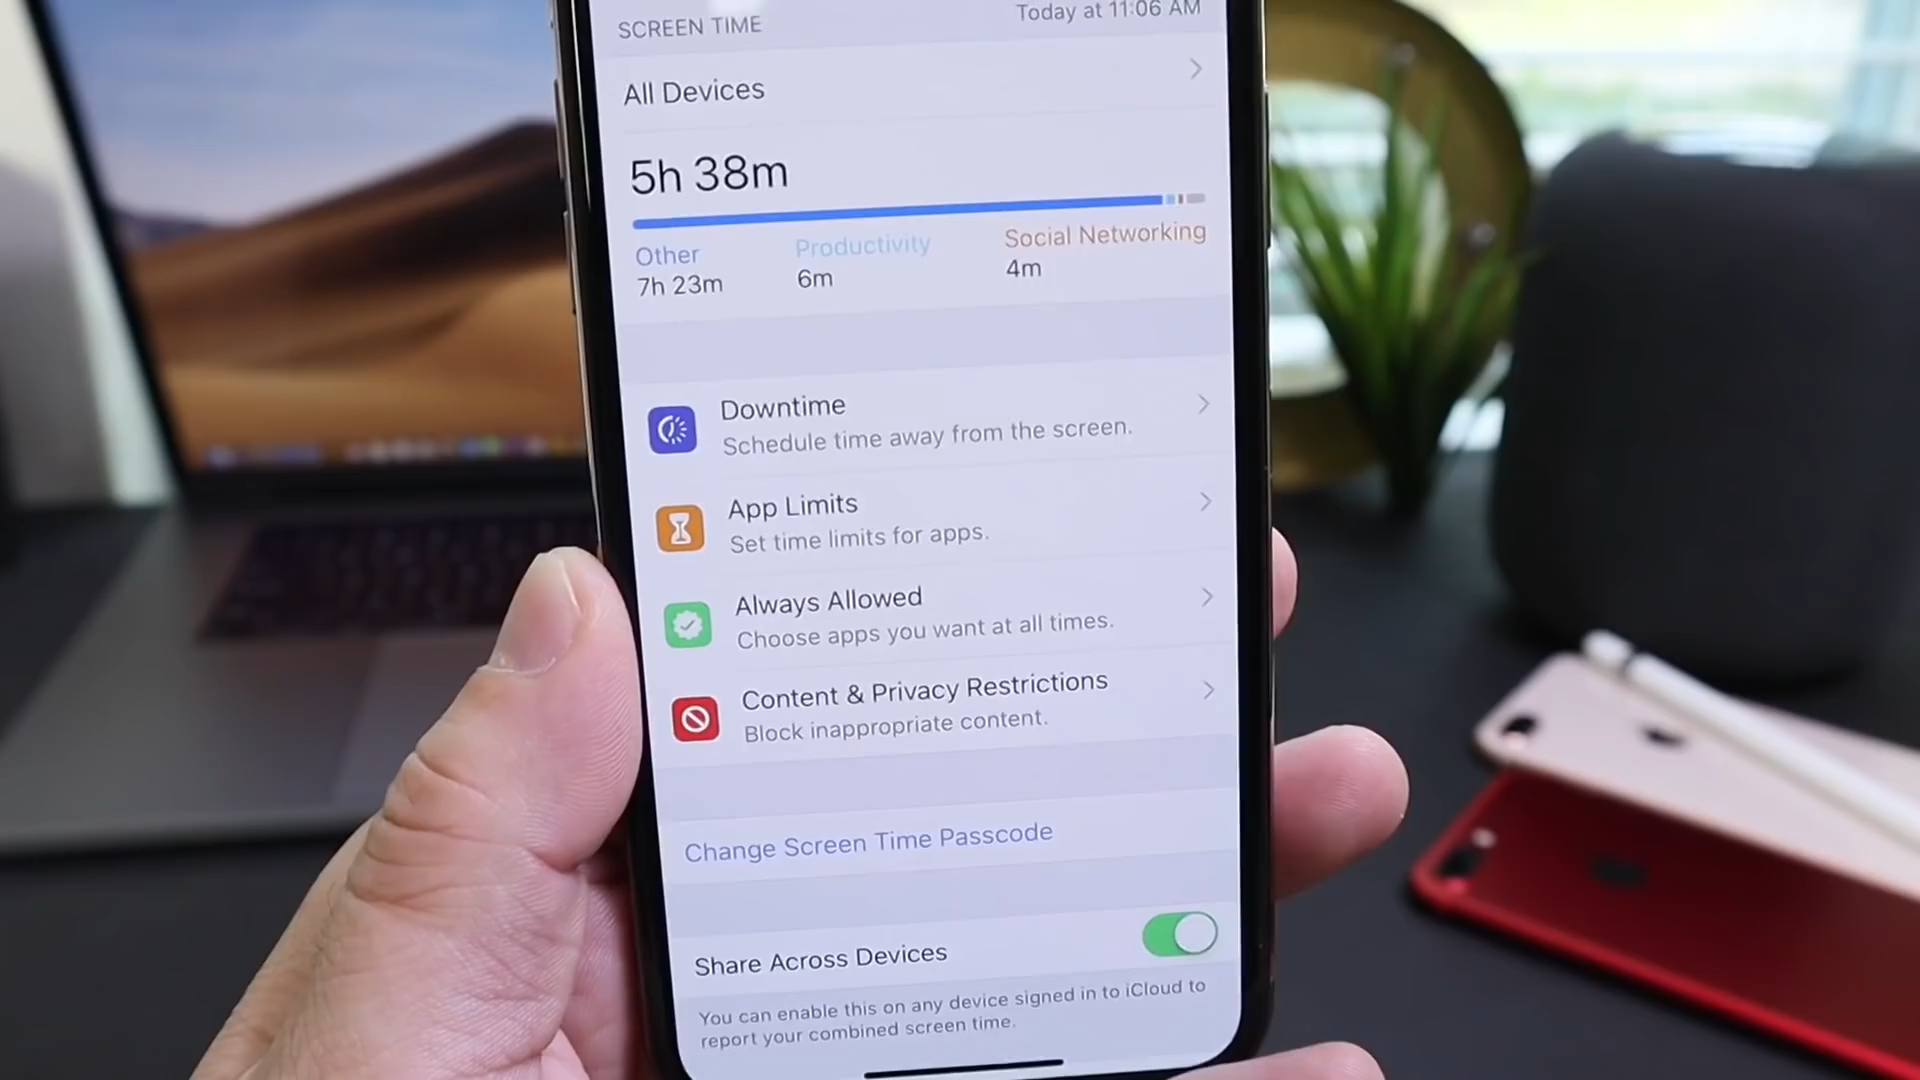 SCREEN TIME
Today at 11:06 AM
All Devices
5h 38m
Other
Productivity
Social Networking
7h 23m
6m
4m
Downtime
Schedule time away from the screen.
App Limits
Set time limits for apps.
Always Allowed
Choose apps you want at all times.
Content & Privacy Restrictions
Block inappropriate content.
Change Screen Time Passcode
Share Across Devices
You can enable this on any device signed in to iCloud to
report your combined screen time.